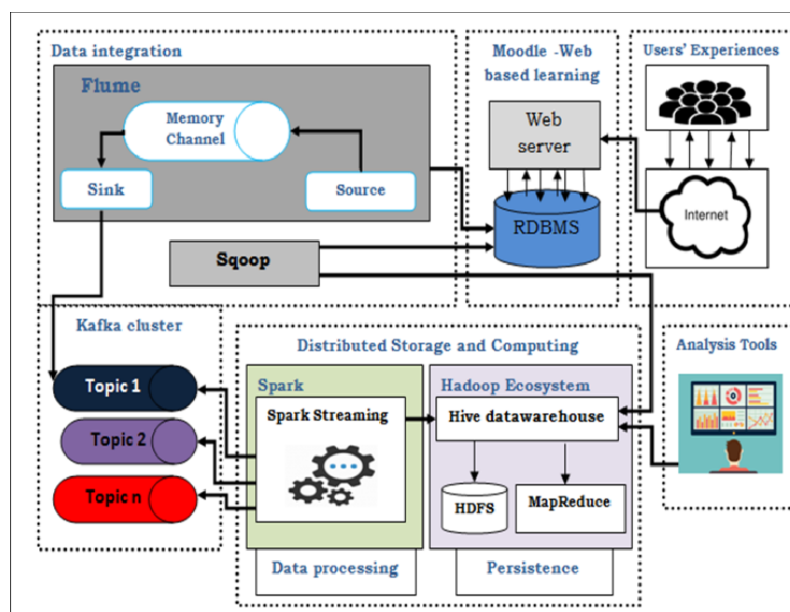 Data integration
Flume
Memory
Channel
Sink
Source
Sqoop
Moodle -Web
based learning
Web
server
RDBMS
Users' Experiences
Internet
Kafka cluster
Topic 1
Topic 2
Topic n
Distributed Storage and Computing
Spark
Spark Streaming
Data processing
Hadoop Ecosystem
Hive datawarehouse
HDFS
MapReduce
Persistence
Analysis Tools